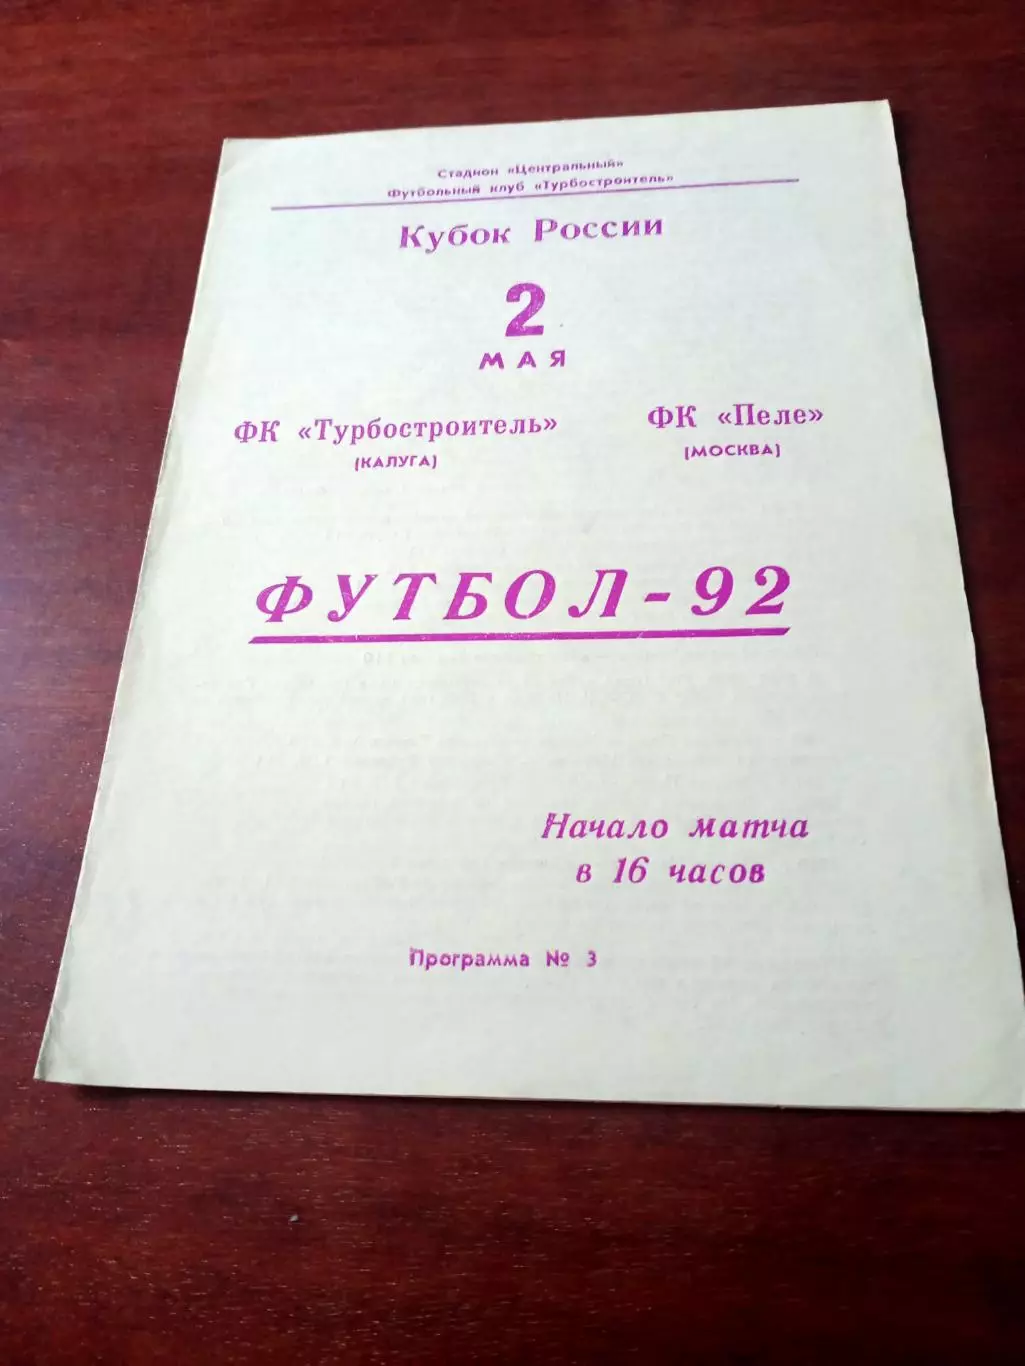 Стадион «Центральный»
Футбольный клуб «Турбостроитель»
Кубок России
2
МАЯ
ФК «Турбостроитель» ФК «Пеле»
(КАЛУГА) (МОСКВА)
ФУТБОЛ-92
Начало матча
в 16 часов
Программа № 3